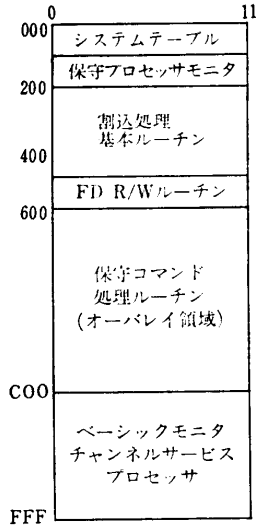 0 11
000
システムテーブル
保守プロセッサモニタ
200
割込処理
基本ルーチン
400
FD R/Wルーチン
600
保守コマンド
処理ルーチン
(オーバレイ領域)
COO
ベーシックモニタ
チャンネルサービス
プロセッサ
FFF